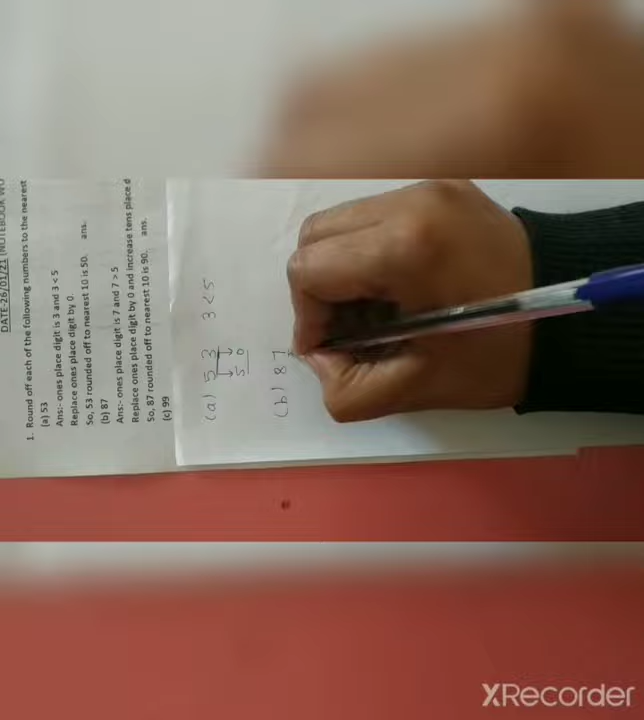 DATE-26/01/21 (NOTEBOOK WO
1. Round off each of the following numbers to the nearest
(a) 53
Ans:- ones place digit is 3 and 3 < 5
Replace ones place digit by 0.
So, 53 rounded off to nearest 10 is 50. ans.
(b) 87
Ans:- ones place digit is 7 and 7 > 5
Replace ones place digit by 0 and increase tens place d
So, 87 rounded off to nearest 10 is 90. ans.
(c) 99
(a) 53 3<5
50
(b) 87
XRecorder